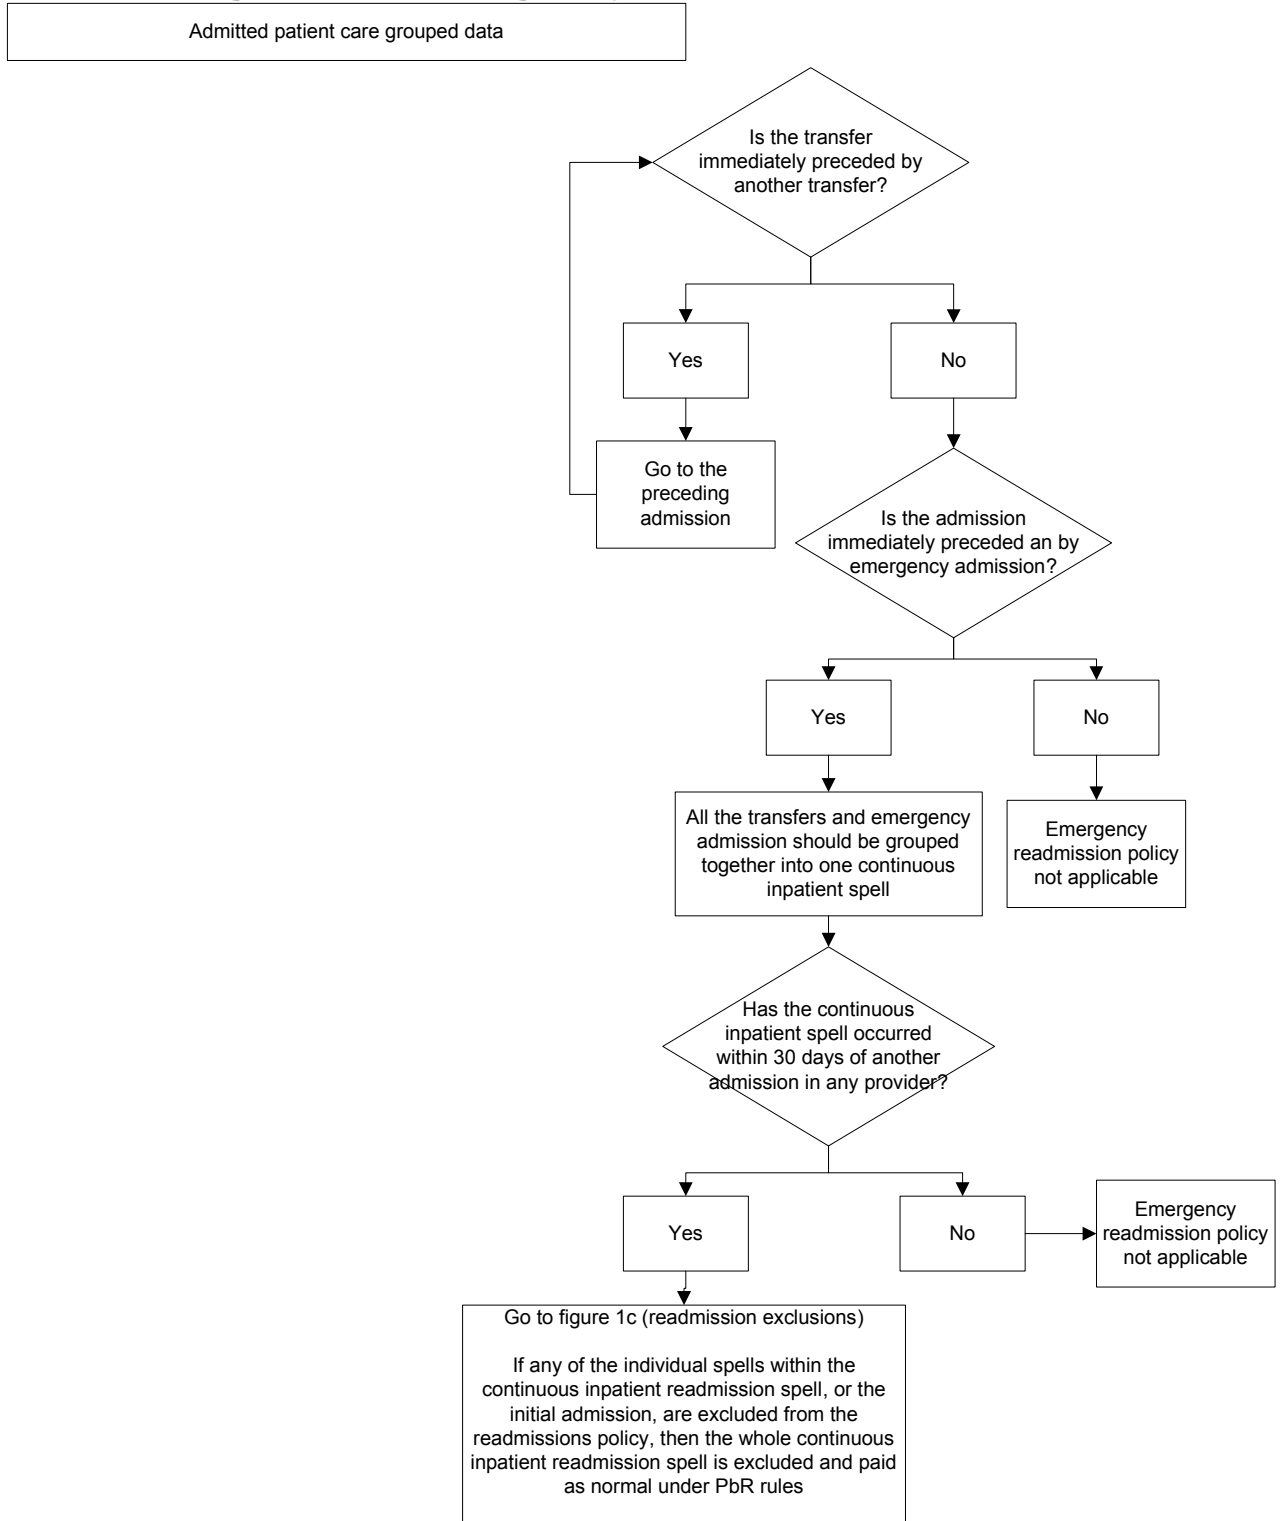 Admitted patient care grouped data
Is the transfer
immediately preceded by
another transfer?
Yes
No
Go to the
preceding
admission
Is the admission
immediately preceded an by
emergency admission?
Yes
No
All the transfers and emergency
admission should be grouped
together into one continuous
inpatient spell
Emergency
readmission policy
not applicable
Has the continuous
inpatient spell occurred
within 30 days of another
admission in any provider?
Yes
No
Emergency
readmission policy
not applicable
Go to figure 1c (readmission exclusions)
If any of the individual spells within the
continuous inpatient readmission spell, or the
initial admission, are excluded from the
readmissions policy, then the whole continuous
inpatient readmission spell is excluded and paid
as normal under PbR rules